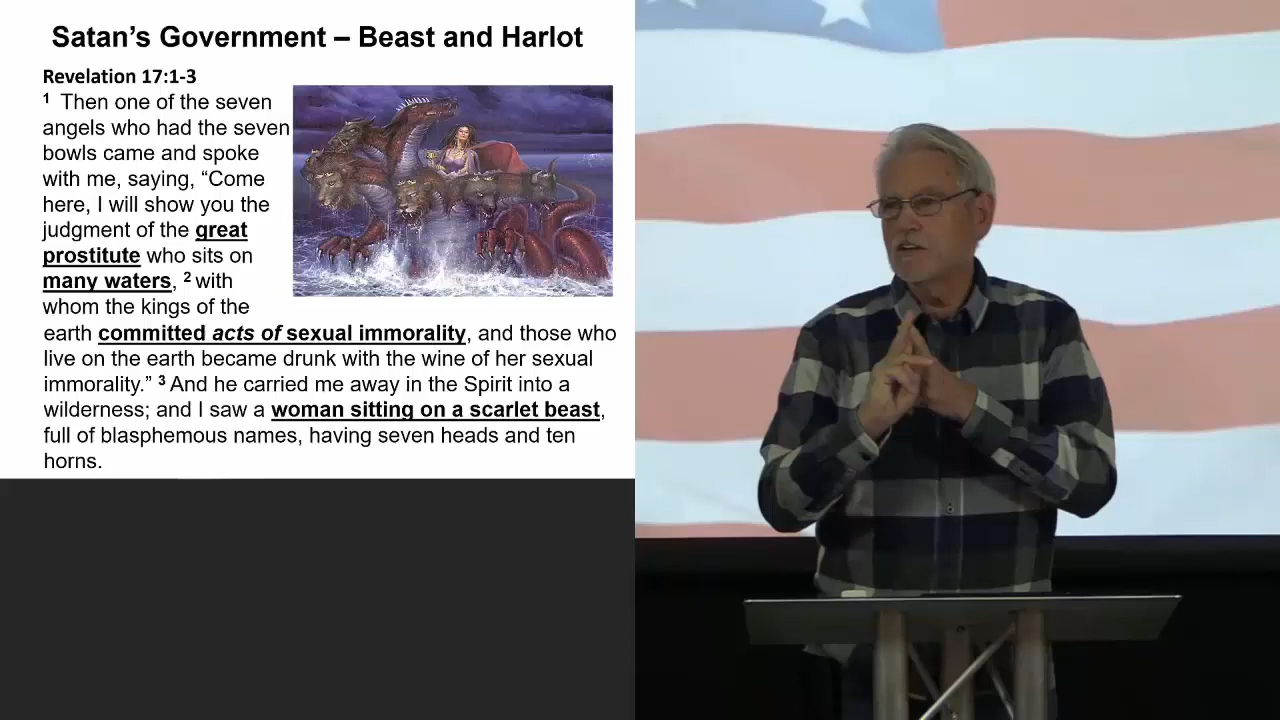 Satan's Government – Beast and Harlot
Revelation 17:1-3
1 Then one of the seven
angels who had the seven
bowls came and spoke
with me, saying, “Come
here, I will show you the
judgment of the great
prostitute who sits on
many waters, 2 with
whom the kings of the
earth committed acts of sexual immorality, and those who
live on the earth became drunk with the wine of her sexual
immorality.” 3 And he carried me away in the Spirit into a
wilderness; and I saw a woman sitting on a scarlet beast,
full of blasphemous names, having seven heads and ten
horns.